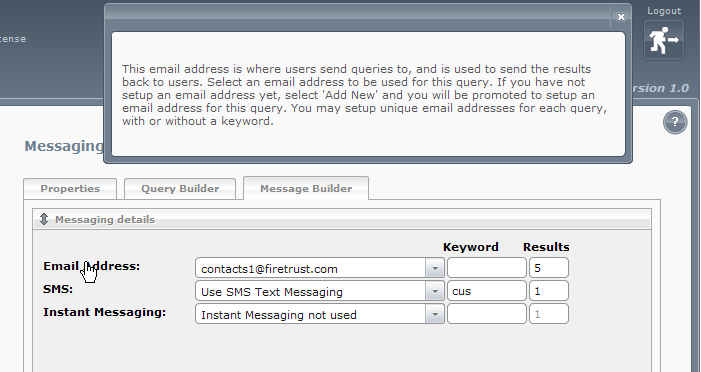 Logout
x
cense
This email address is where users send queries to, and is used to send the results
back to users. Select an email address to be used for this query. If you have not
setup an email address yet, select 'Add New' and you will be promoted to setup an
email address for this query. You may setup unique email addresses for each query,
with or without a keyword.
ersion 1.0
?
Messaging
Properties
Query Builder
Message Builder
Messaging details
Keyword Results
Email Address: contacts1@firetrust.com 5
SMS: Use SMS Text Messaging cus 1
Instant Messaging: Instant Messaging not used 1